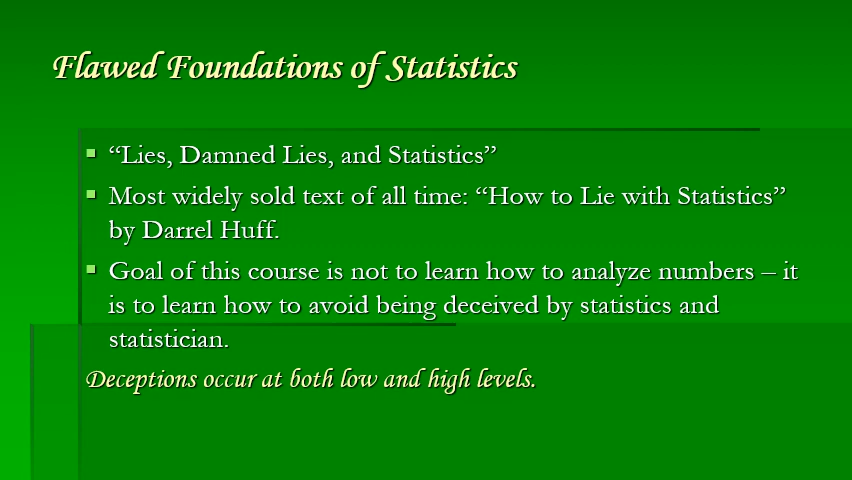 Flawed Foundations of Statistics
“Lies, Damned Lies, and Statistics”
Most widely sold text of all time: “How to Lie with Statistics”
by Darrel Huff.
Goal of this course is not to learn how to analyze numbers – it
is to learn how to avoid being deceived by statistics and
statistician.
Deceptions occur at both low and high levels.